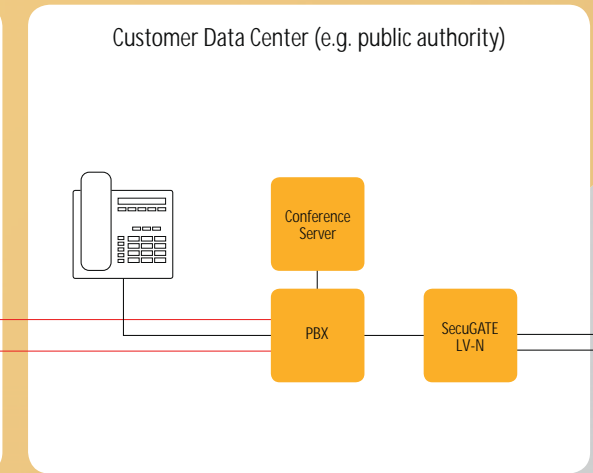 Customer Data Center (e.g. public authority)
Conference
Server
PBX
SecuGATE
LV-N